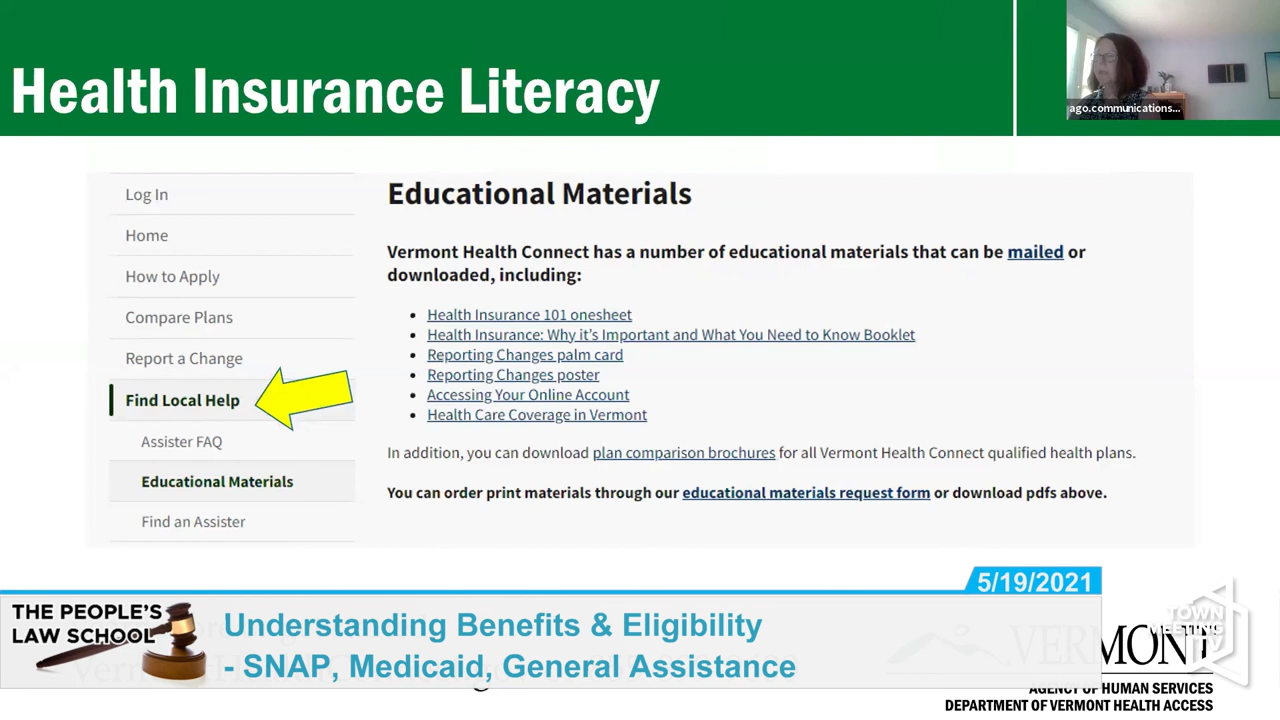 Health Insurance Literacy
ago.communications...
Log In
Home
How to Apply
Compare Plans
Report a Change
Find Local Help
Assister FAQ
Educational Materials
Find an Assister
Educational Materials
Vermont Health Connect has a number of educational materials that can be mailed or
downloaded, including:
• Health Insurance 101 onesheet
• Health Insurance: Why it's Important and What You Need to Know Booklet
• Reporting Changes palm card
• Reporting Changes poster
• Accessing Your Online Account
• Health Care Coverage in Vermont
In addition, you can download plan comparison brochures for all Vermont Health Connect qualified health plans.
You can order print materials through our educational materials request form or download pdfs above.
5/19/2021
THE PEOPLE'S
LAW SCHOOL
Understanding Benefits & Eligibility
- SNAP, Medicaid, General Assistance
TOWN
MEETING
TV
VERMONT
AGENCY OF HUMAN SERVICES
DEPARTMENT OF VERMONT HEALTH ACCESS